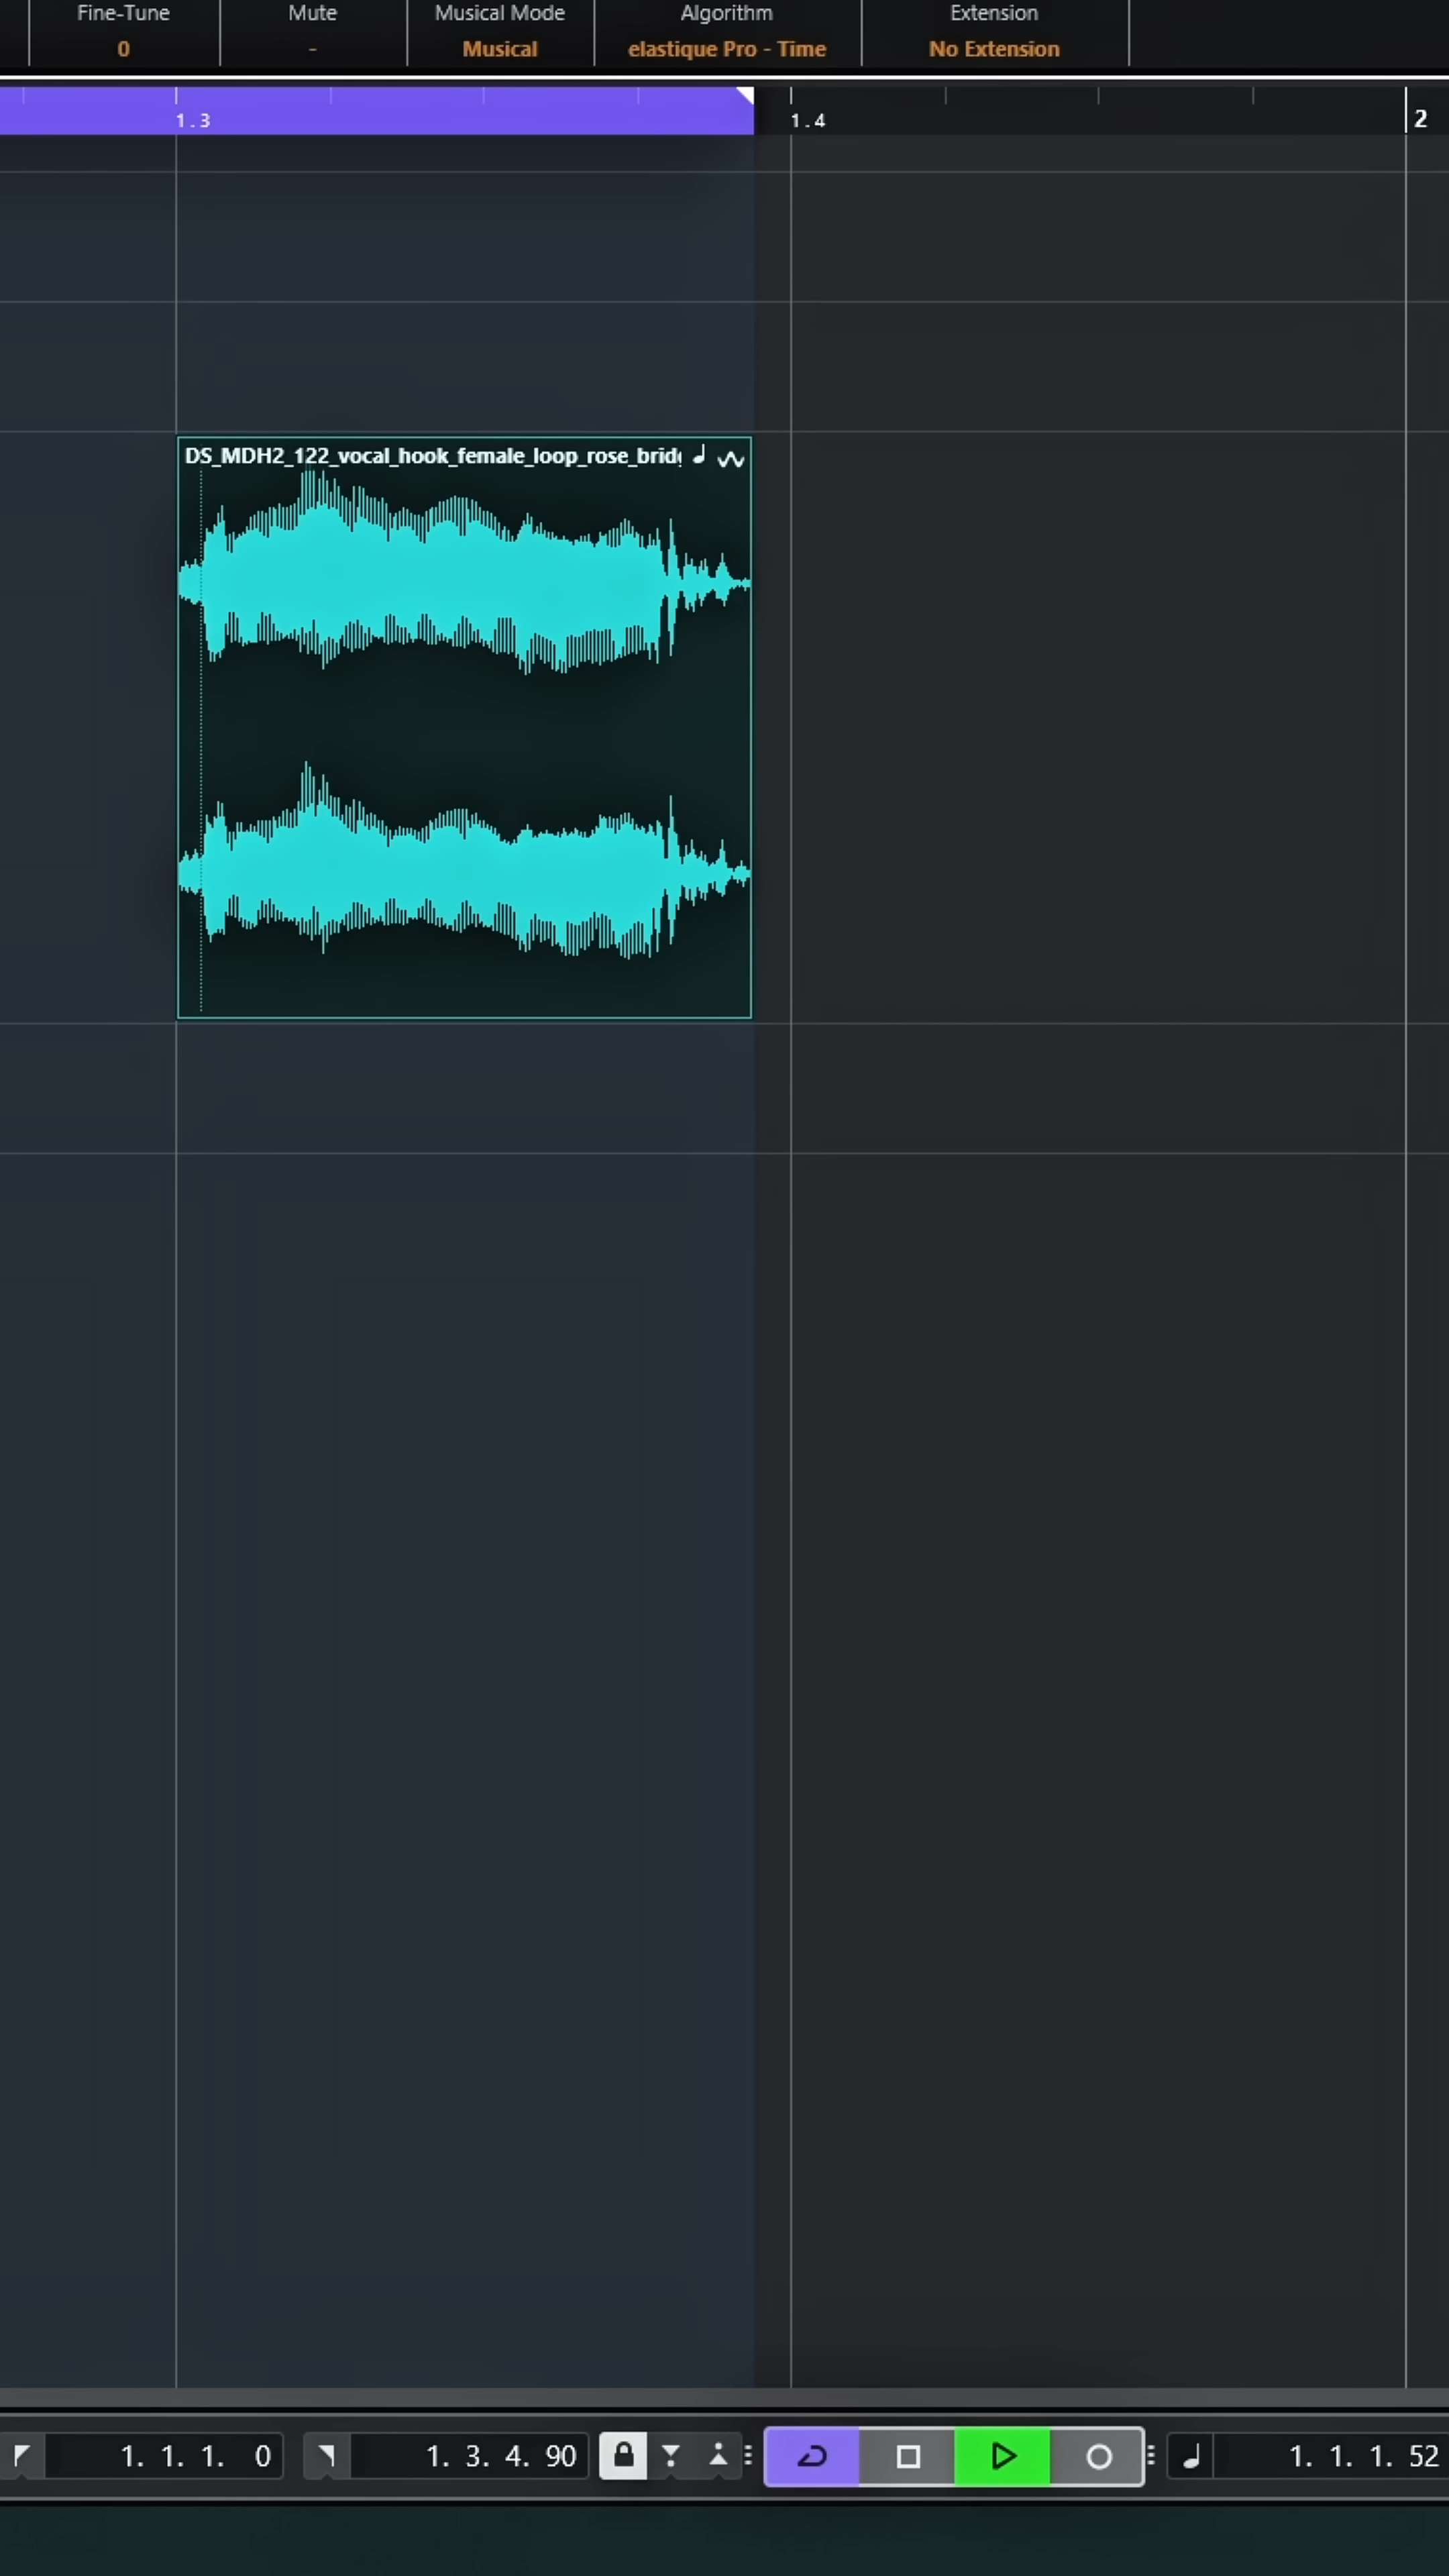 Fine-Tune Mute Musical Mode Algorithm Extension
0 - Musical elastique Pro - Time No Extension
1.3 1.4 2
DS_MDH2_122_vocal_hook_female_loop_rose_brid
1. 1. 1. 0 1. 3. 4. 90 1. 1. 1. 52